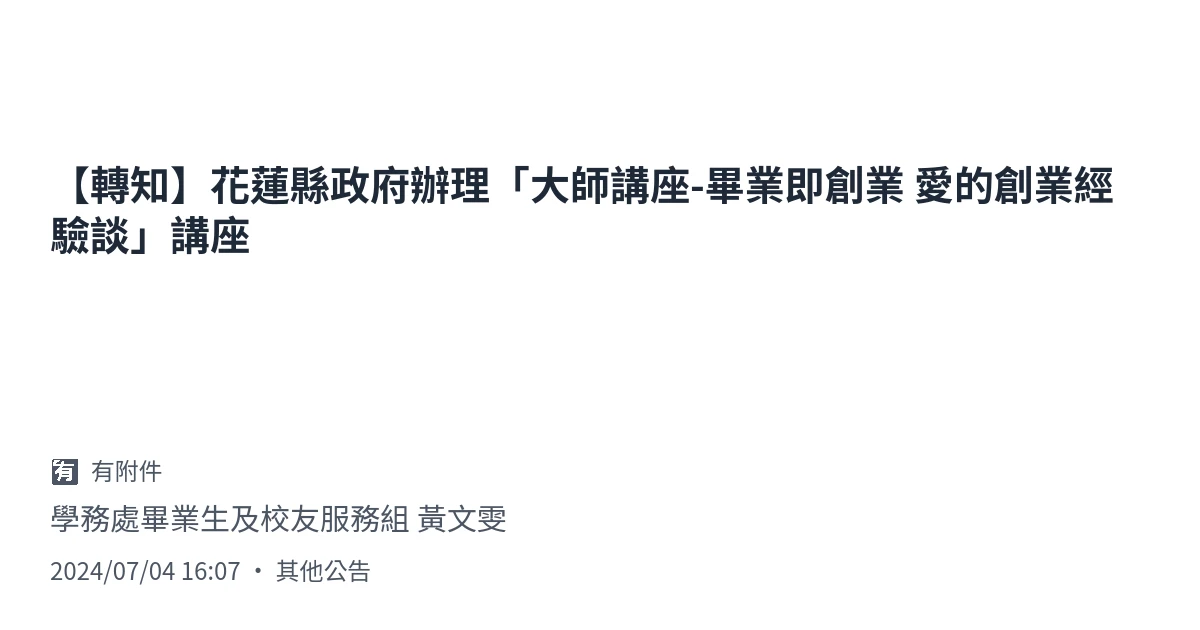 【轉知】花蓮縣政府辦理「大師講座-畢業即創業 愛的創業經
驗談」講座
有 有附件
學務處畢業生及校友服務組 黃文雯
2024/07/04 16:07 • 其他公告